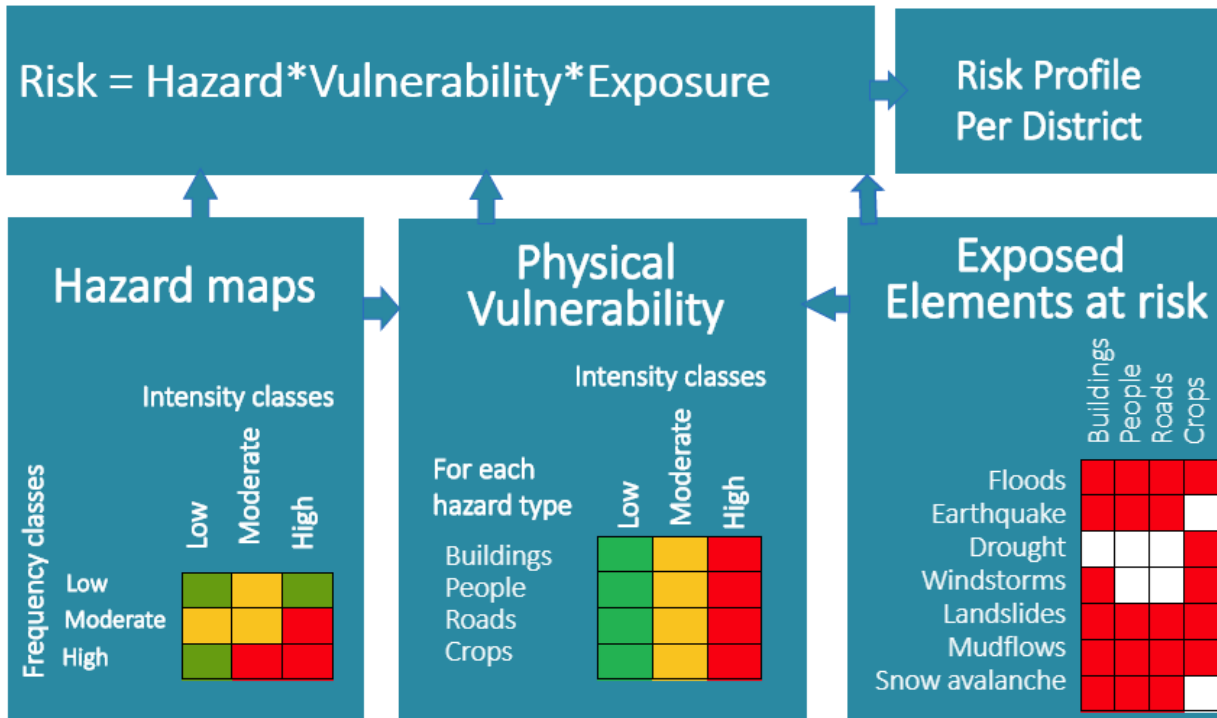 Risk = Hazard*Vulnerability*Exposure
Risk Profile
Per District
Hazard maps
Intensity classes
Low
Moderate
High
Frequency classes
Low
Moderate
High
Physical
Vulnerability
Intensity classes
For each
hazard type
Low
Moderate
High
Buildings
People
Roads
Crops
Exposed
Elements at risk
Buildings
People
Roads
Crops
Floods
Earthquake
Drought
Windstorms
Landslides
Mudflows
Snow avalanche